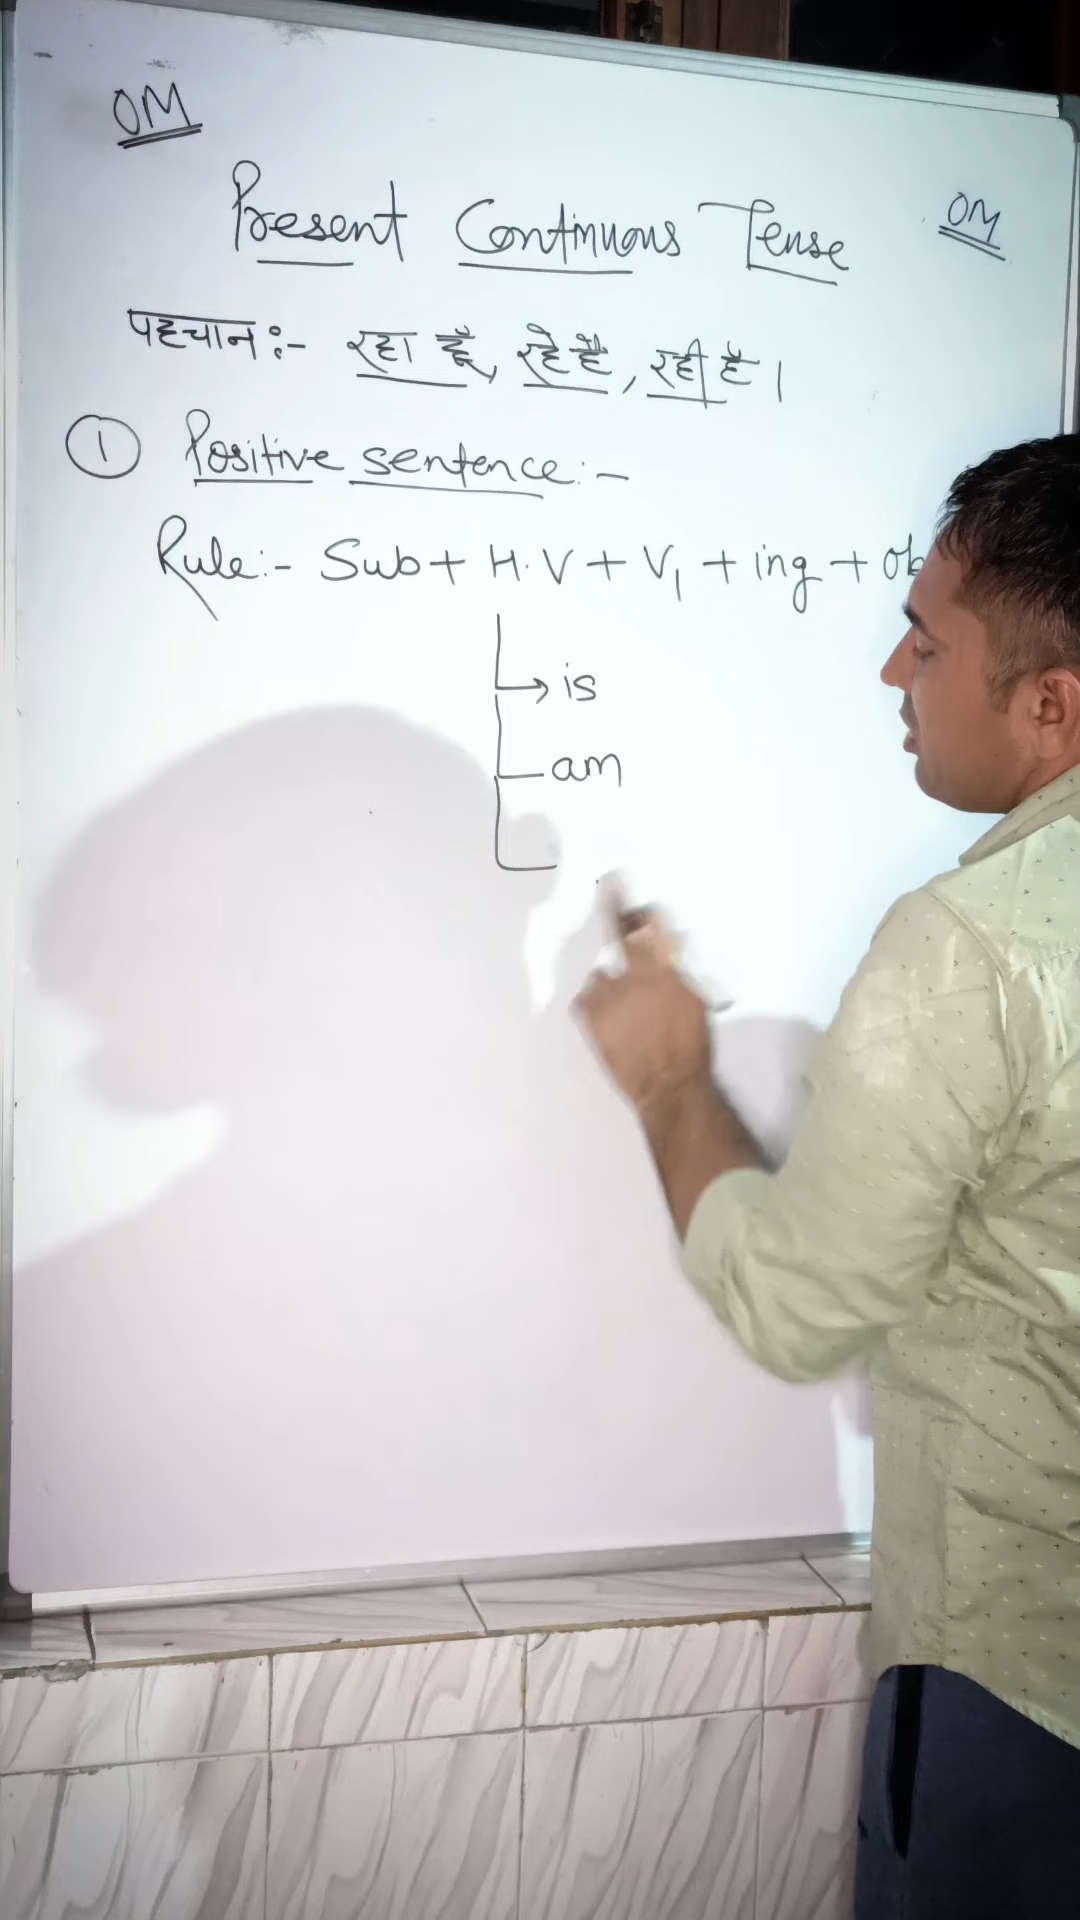 OM
Present Continuous Tense
OM
पहचान :- रहा हूँ, रहे हैं, रही है।
① Positive sentence :-
Rule :- Sub + H.V + V₁ + ing + ob
→ is
am